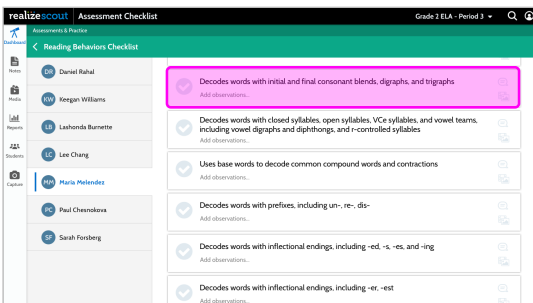 realizescout Assessment Checklist
Grade 2 ELA - Period 3
Assessments & Practice
Dashboard
Reading Behaviors Checklist
Notes
Media
Reports
Students
Capture
DR Daniel Rahal
KW Keegan Williams
LB Lashonda Burnette
LC Lee Chang
MM Maria Melendez
PC Paul Chesnokova
SF Sarah Forsberg
Decodes words with initial and final consonant blends, digraphs, and trigraphs
Add observations...
Decodes words with closed syllables, open syllables, VCe syllables, and vowel teams,
including vowel digraphs and diphthongs, and r-controlled syllables
Add observations...
Uses base words to decode common compound words and contractions
Add observations...
Decodes words with prefixes, including un-, re-, dis-
Add observations...
Decodes words with inflectional endings, including -ed, -s, -es, and -ing
Add observations...
Decodes words with inflectional endings, including -er, -est
Add observations...